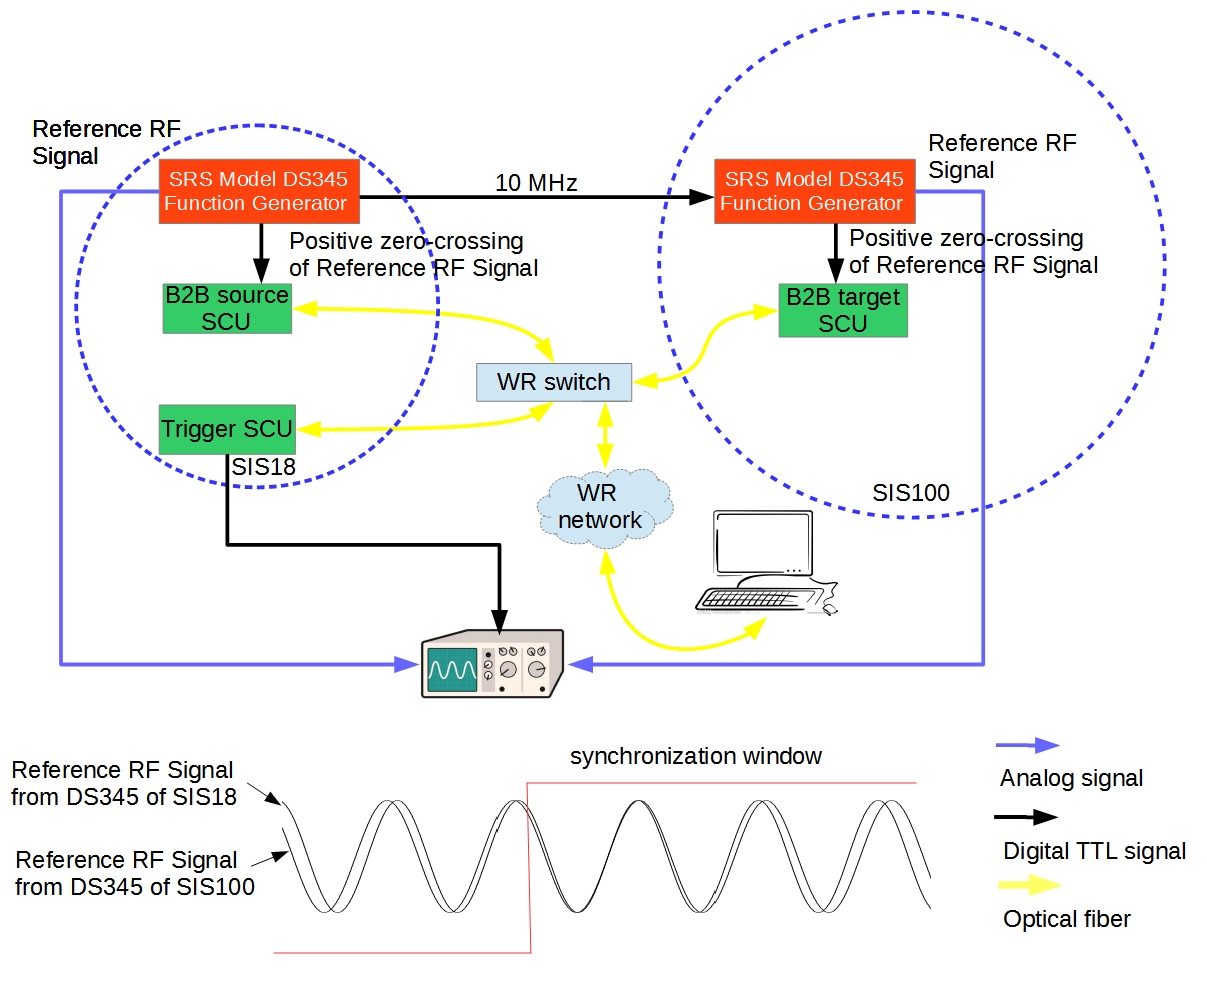 Reference RF
Signal
SRS Model DS345
Function Generator
10 MHz
SRS Model DS345
Function Generator
Reference RF
Signal
Positive zero-crossing
of Reference RF Signal
Positive zero-crossing
of Reference RF Signal
B2B source
SCU
B2B target
SCU
WR switch
Trigger SCU
SIS18
WR
network
SIS100
synchronization window
Reference RF Signal
from DS345 of SIS18
Reference RF Signal
from DS345 of SIS100
Analog signal
Digital TTL signal
Optical fiber